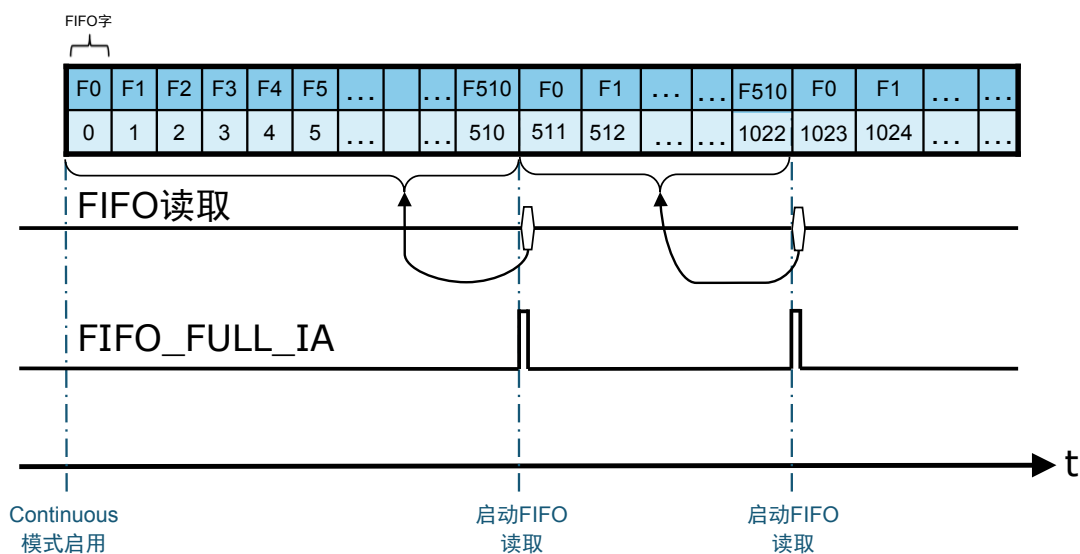 FIFO字
F0 F1 F2 F3 F4 F5 ... ... F510 F0 F1 ... ... F510 F0 F1 ... ...
0 1 2 3 4 5 ... ... 510 511 512 ... ... 1022 1023 1024 ... ...
FIFO读取
FIFO_FULL_IA
t
Continuous
模式启用
启动FIFO
读取
启动FIFO
读取